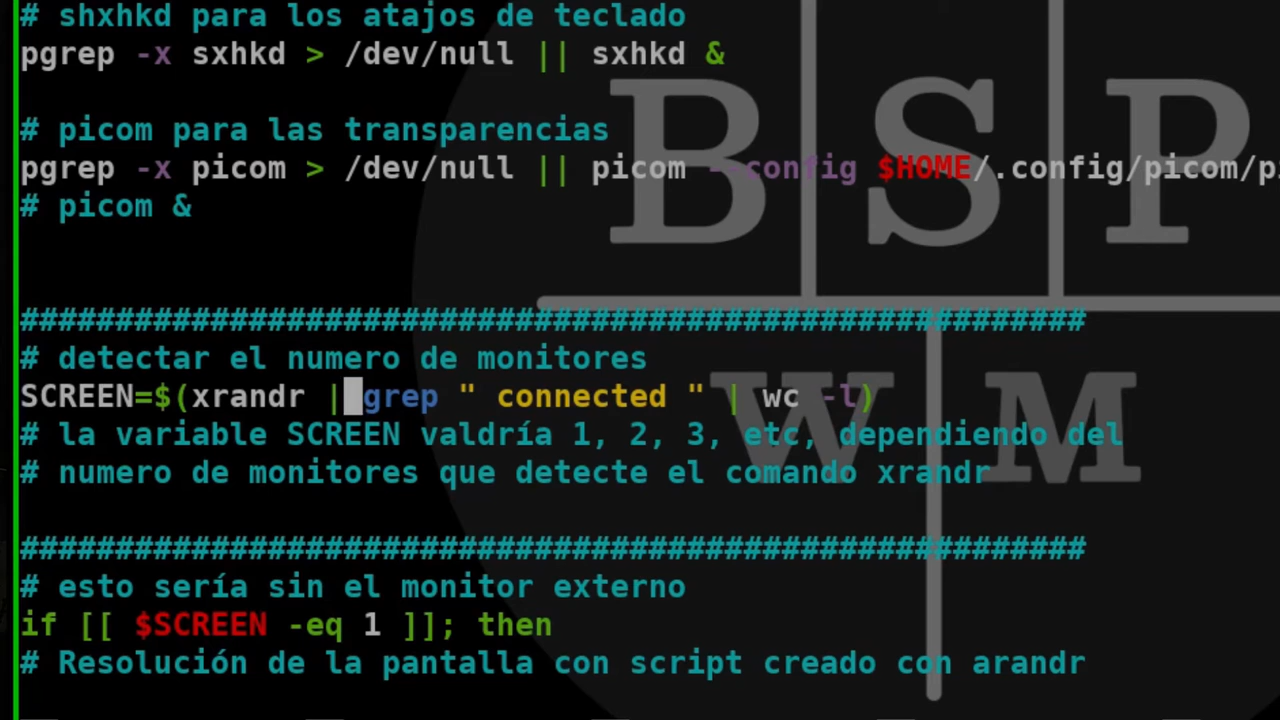 # shxhkd para los atajos de teclado
pgrep -x sxhkd > /dev/null || sxhkd &
# picom para las transparencias
pgrep -x picom > /dev/null || picom --config $HOME/.config/picom/pi
# picom &
B S P
########################################################
# detectar el numero de monitores
SCREEN=$(xrandr | grep " connected " | wc -l)
W M
# la variable SCREEN valdría 1, 2, 3, etc, dependiendo del
# numero de monitores que detecte el comando xrandr
########################################################
# esto sería sin el monitor externo
if [[ $SCREEN -eq 1 ]]; then
# Resolución de la pantalla con script creado con arandr